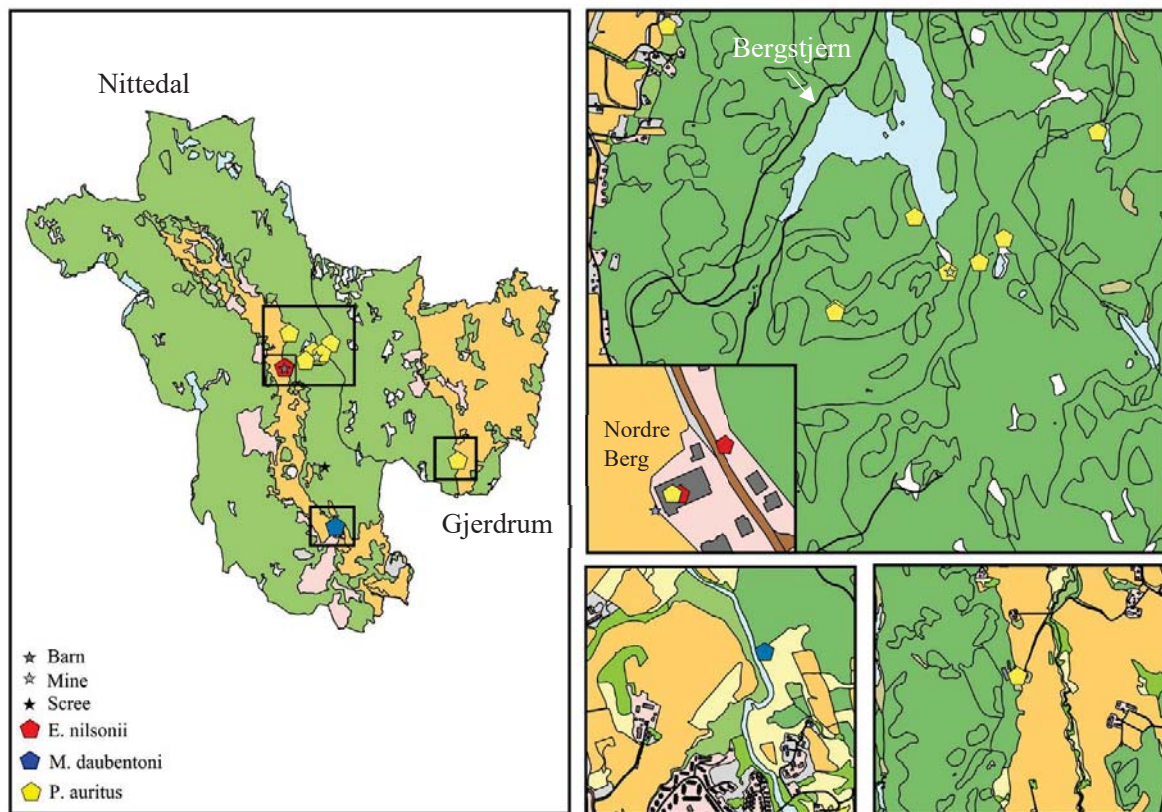 Nittedal
Gjerdrum
Barn
Mine
Scree
E. nilsonii
M. daubentoni
P. auritus
Bergstjern
Nordre
Berg